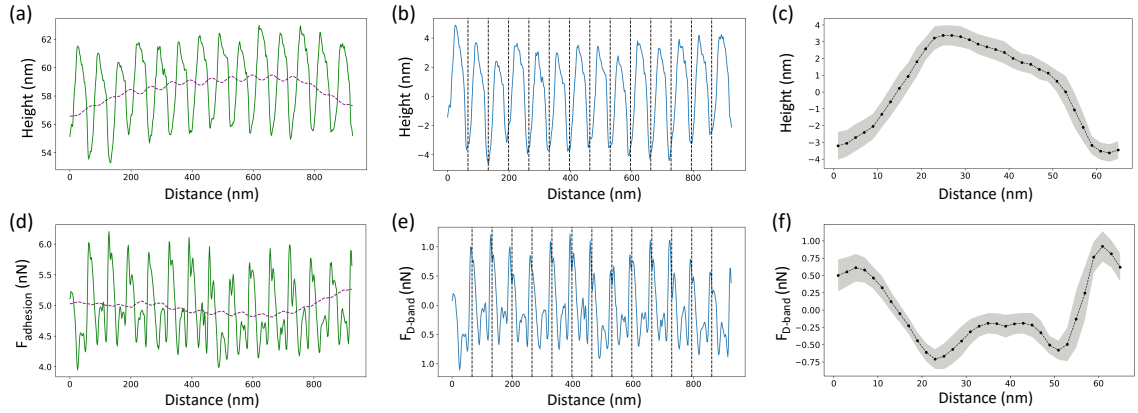 (a)
62
60
58
56
54
Height (nm)
0 200 400 600 800
Distance (nm)
(b)
4
2
0
−2
−4
Height (nm)
0 200 400 600 800
Distance (nm)
(c)
4
3
2
1
0
−1
−2
−3
−4
Height (nm)
0 10 20 30 40 50 60
Distance (nm)
(d)
6.0
5.5
5.0
4.5
4.0
Fadhesion (nN)
0 200 400 600 800
Distance (nm)
(e)
1.0
0.5
0.0
0.5
1.0
FD-band (nN)
0 200 400 600 800
Distance (nm)
(f)
1.00
0.75
0.50
0.25
0.00
−0.25
−0.50
−0.75
FD-band (nN)
0 10 20 30 40 50 60
Distance (nm)